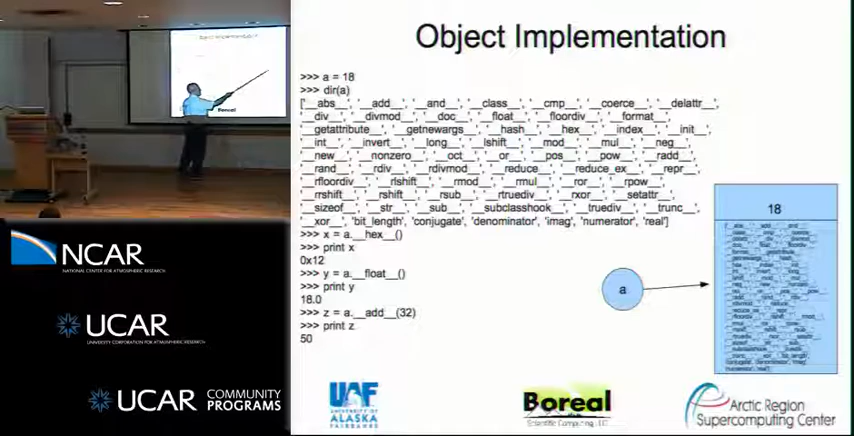 Object Implementation
>>> a = 18
>>> dir(a)
['__abs__', '__add__', '__and__', '__class__', '__cmp__', '__coerce__', '__delattr__',
'__div__', '__divmod__', '__doc__', '__float__', '__floordiv__', '__format__',
'__getattribute__', '__getnewargs__', '__hash__', '__hex__', '__index__', '__init__',
'__int__', '__invert__', '__long__', '__lshift__', '__mod__', '__mul__', '__neg__',
'__new__', '__nonzero__', '__oct__', '__or__', '__pos__', '__pow__', '__radd__',
'__rand__', '__rdiv__', '__rdivmod__', '__reduce__', '__reduce_ex__', '__repr__',
'__rfloordiv__', '__rlshift__', '__rmod__', '__rmul__', '__ror__', '__rpow__',
'__rrshift__', '__rshift__', '__rsub__', '__rtruediv__', '__rxor__', '__setattr__',
'__sizeof__', '__str__', '__sub__', '__subclasshook__', '__truediv__', '__trunc__',
'__xor__', 'bit_length', 'conjugate', 'denominator', 'imag', 'numerator', 'real']
>>> x = a.__hex__()
>>> print x
0x12
>>> y = a.__float__()
>>> print y
18.0
>>> z = a.__add__(32)
>>> print z
50
a
18
NCAR
NATIONAL CENTER FOR ATMOSPHERIC RESEARCH
UCAR
UNIVERSITY CORPORATION FOR ATMOSPHERIC RESEARCH
UCAR COMMUNITY PROGRAMS
UAF
UNIVERSITY OF
ALASKA
FAIRBANKS
Boreal
Scientific Computing LLC
Arctic Region
Supercomputing Center
Object Implementation
Boreal